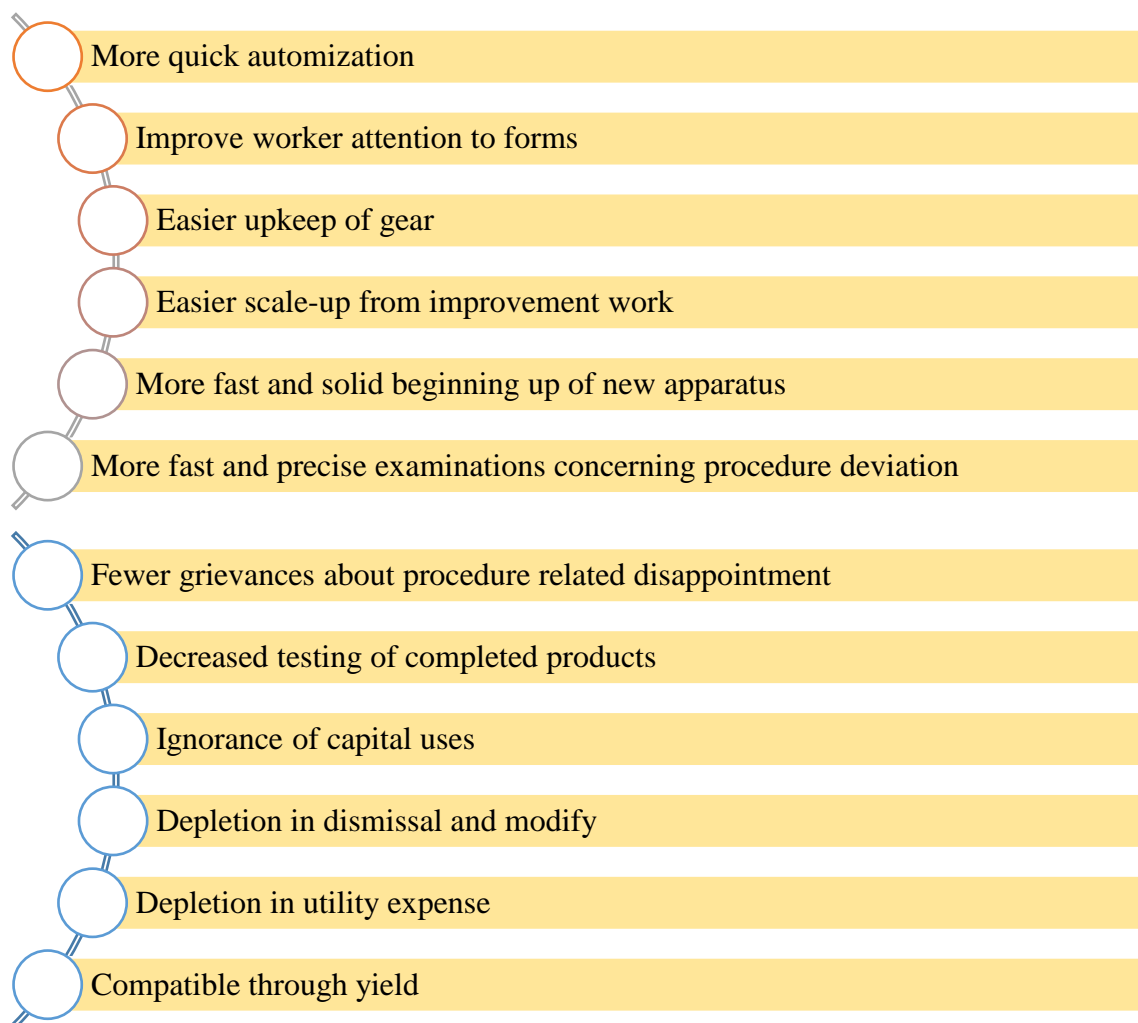 More quick automization
Improve worker attention to forms
Easier upkeep of gear
Easier scale-up from improvement work
More fast and solid beginning up of new apparatus
More fast and precise examinations concerning procedure deviation
Fewer grievances about procedure related disappointment
Decreased testing of completed products
Ignorance of capital uses
Depletion in dismissal and modify
Depletion in utility expense
Compatible through yield